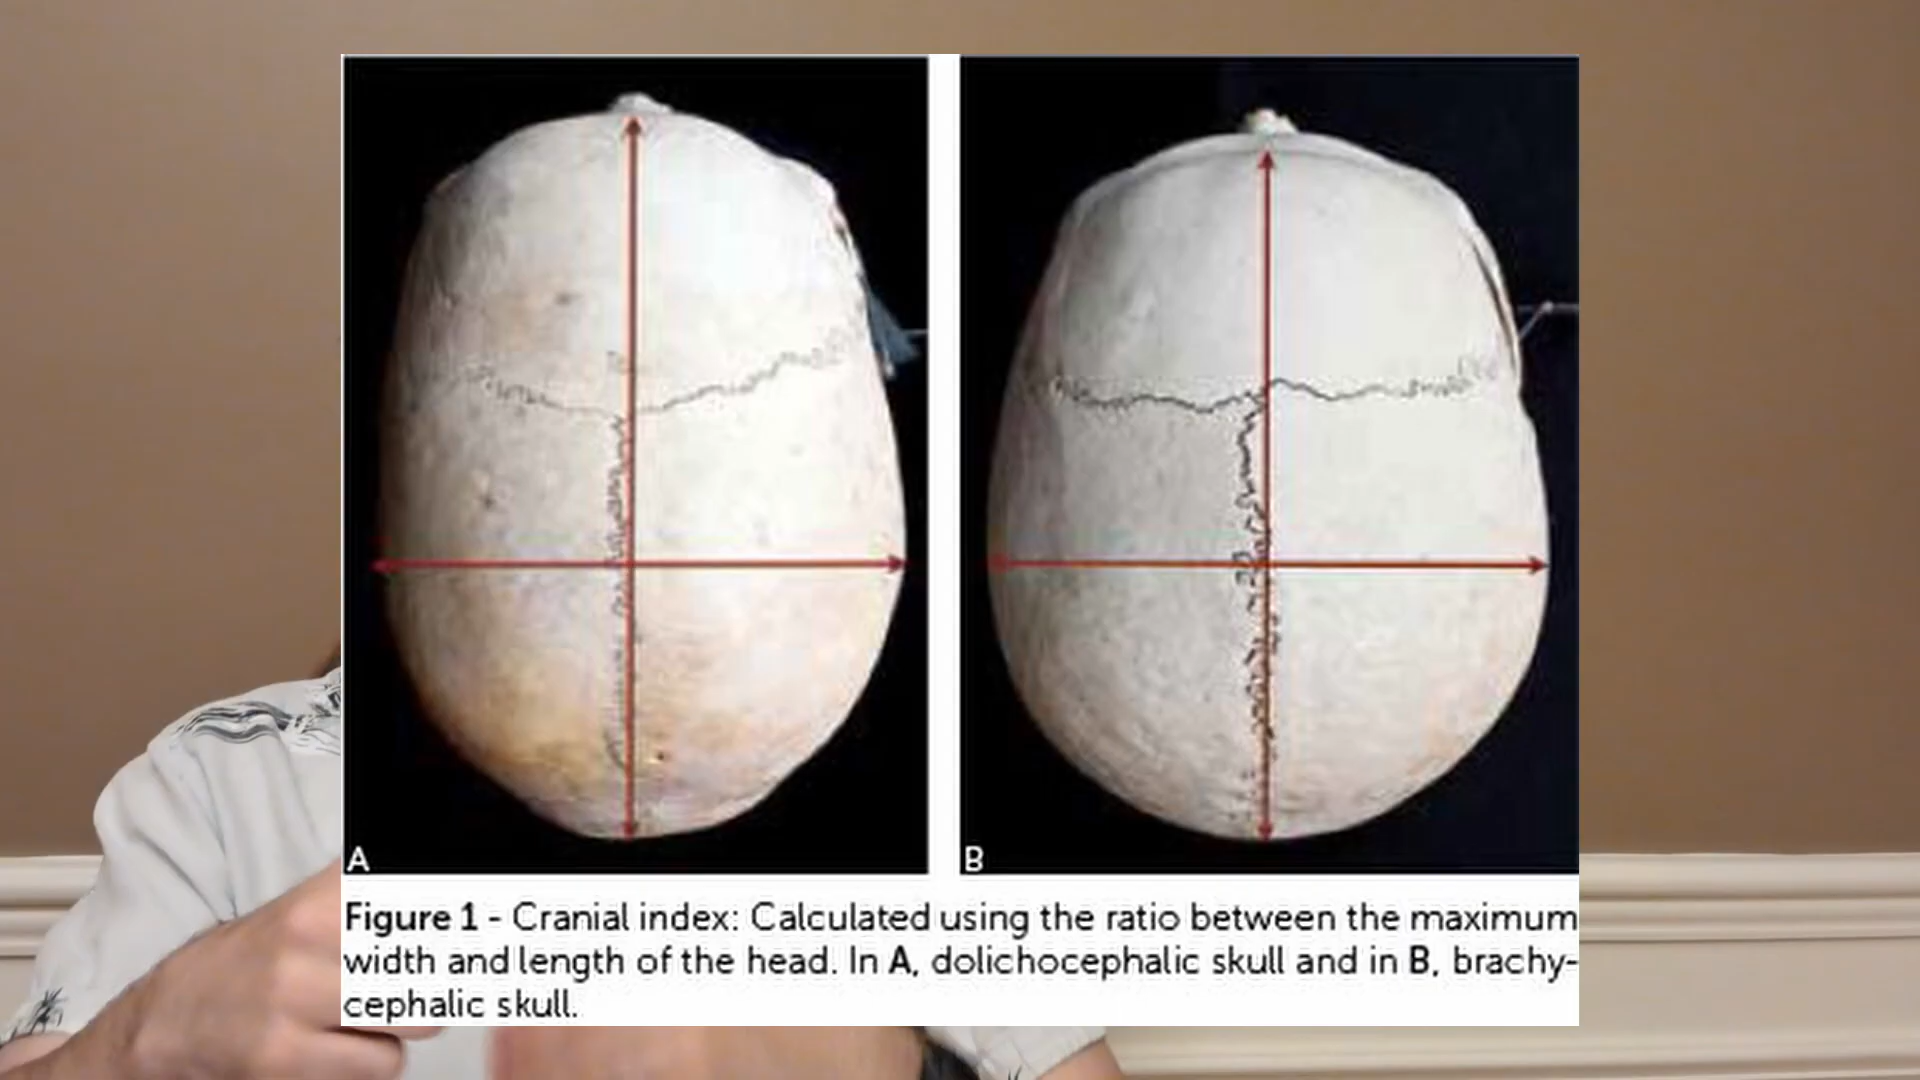 A
B
Figure 1 - Cranial index: Calculated using the ratio between the maximum
width and length of the head. In A, dolichocephalic skull and in B, brachy-
cephalic skull.